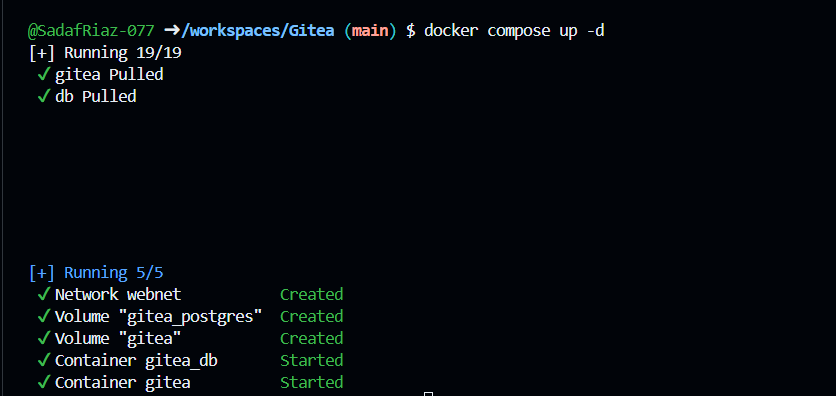 @SadafRiaz-077 ➜/workspaces/Gitea (main) $ docker compose up -d
[+] Running 19/19
✓ gitea Pulled
✓ db Pulled
[+] Running 5/5
✓ Network webnet Created
✓ Volume "gitea_postgres" Created
✓ Volume "gitea" Created
✓ Container gitea_db Started
✓ Container gitea Started